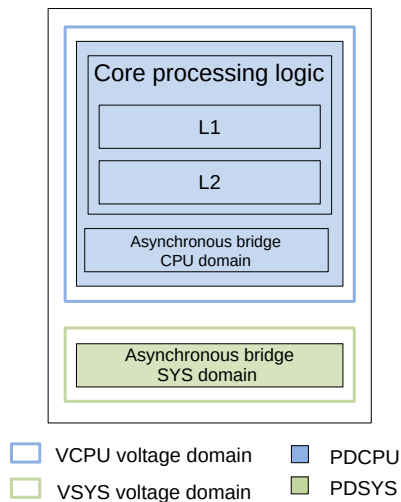 Core processing logic
L1
L2
Asynchronous bridge
CPU domain
Asynchronous bridge
SYS domain
VCPU voltage domain
PDCPU
VSYS voltage domain
PDSYS